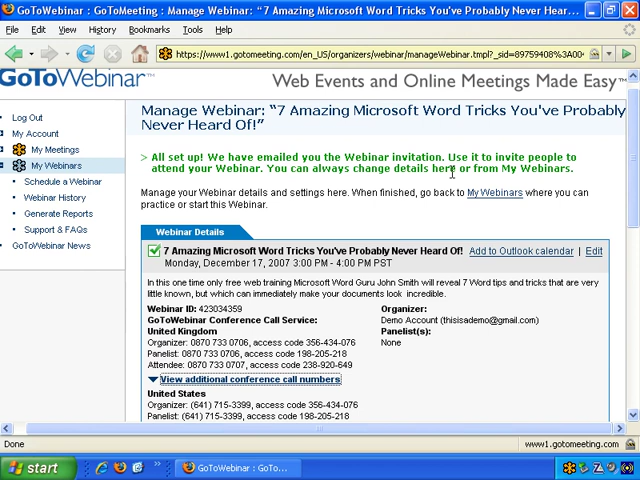 GoToWebinar : GoToMeeting : Manage Webinar: “7 Amazing Microsoft Word Tricks You've Probably Never Hear...
File Edit View History Bookmarks Tools Help
https://www1.gotomeeting.com/en_US/organizers/webinar/manageWebinar.tmpl?_sid=89759408%3A00
GoToWebinar™ Web Events and Online Meetings Made Easy™
Log Out
My Account
My Meetings
My Webinars
Schedule a Webinar
Webinar History
Generate Reports
Support & FAQs
GoToWebinar News
Manage Webinar: “7 Amazing Microsoft Word Tricks You've Probably
Never Heard Of!”
> All set up! We have emailed you the Webinar invitation. Use it to invite people to
attend your Webinar. You can always change details here or from My Webinars.
Manage your Webinar details and settings here. When finished, go back to My Webinars where you can
practice or start this Webinar.
Webinar Details
7 Amazing Microsoft Word Tricks You've Probably Never Heard Of! Add to Outlook calendar | Edit
Monday, December 17, 2007 3:00 PM - 4:00 PM PST
In this one time only free web training Microsoft Word Guru John Smith will reveal 7 Word tips and tricks that are very
little known, but which can immediately make your documents look incredible.
Webinar ID: 423034359
GoToWebinar Conference Call Service:
United Kingdom
Organizer: 0870 733 0706, access code 356-434-076
Panelist: 0870 733 0706, access code 198-205-218
Attendee: 0870 733 0707, access code 238-920-649
View additional conference call numbers
United States
Organizer: (641) 715-3399, access code 356-434-076
Panelist: (641) 715-3399, access code 198-205-218
Organizer:
Demo Account (thisisademo@gmail.com)
Panelist(s):
None
Done www1.gotomeeting.com
start GoToWebinar : GoTo...